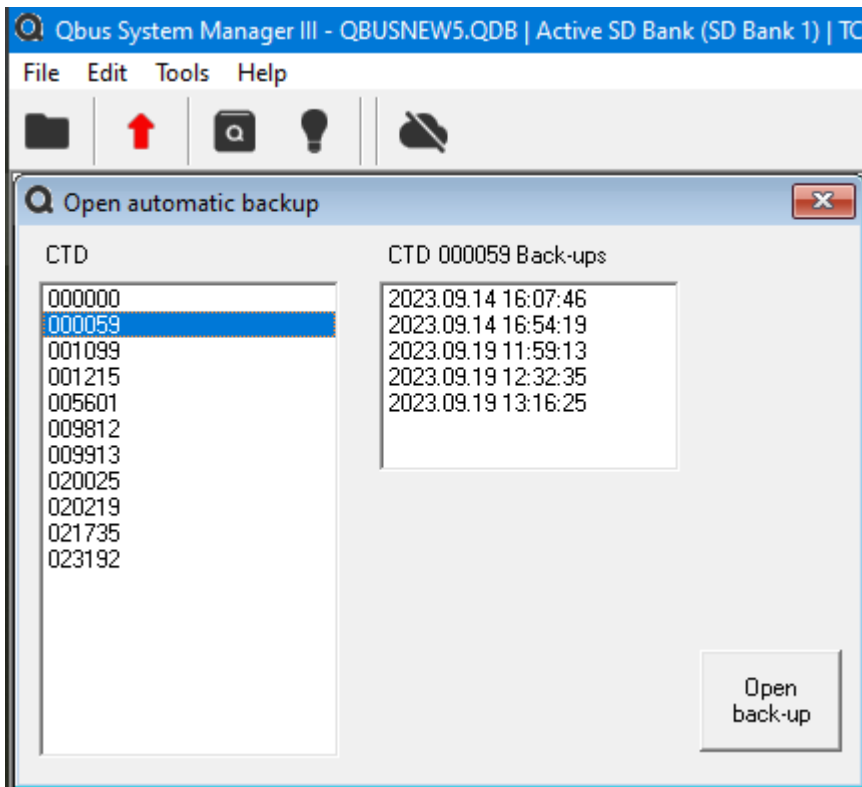 Qbus System Manager III - QBUSNEW5.QDB | Active SD Bank (SD Bank 1) | TC
File Edit Tools Help
Open automatic backup
CTD
000000
000059
001099
001215
005601
009812
009913
020025
020219
021735
023192
CTD 000059 Back-ups
2023.09.14 16:07:46
2023.09.14 16:54:19
2023.09.19 11:59:13
2023.09.19 12:32:35
2023.09.19 13:16:25
Open
back-up